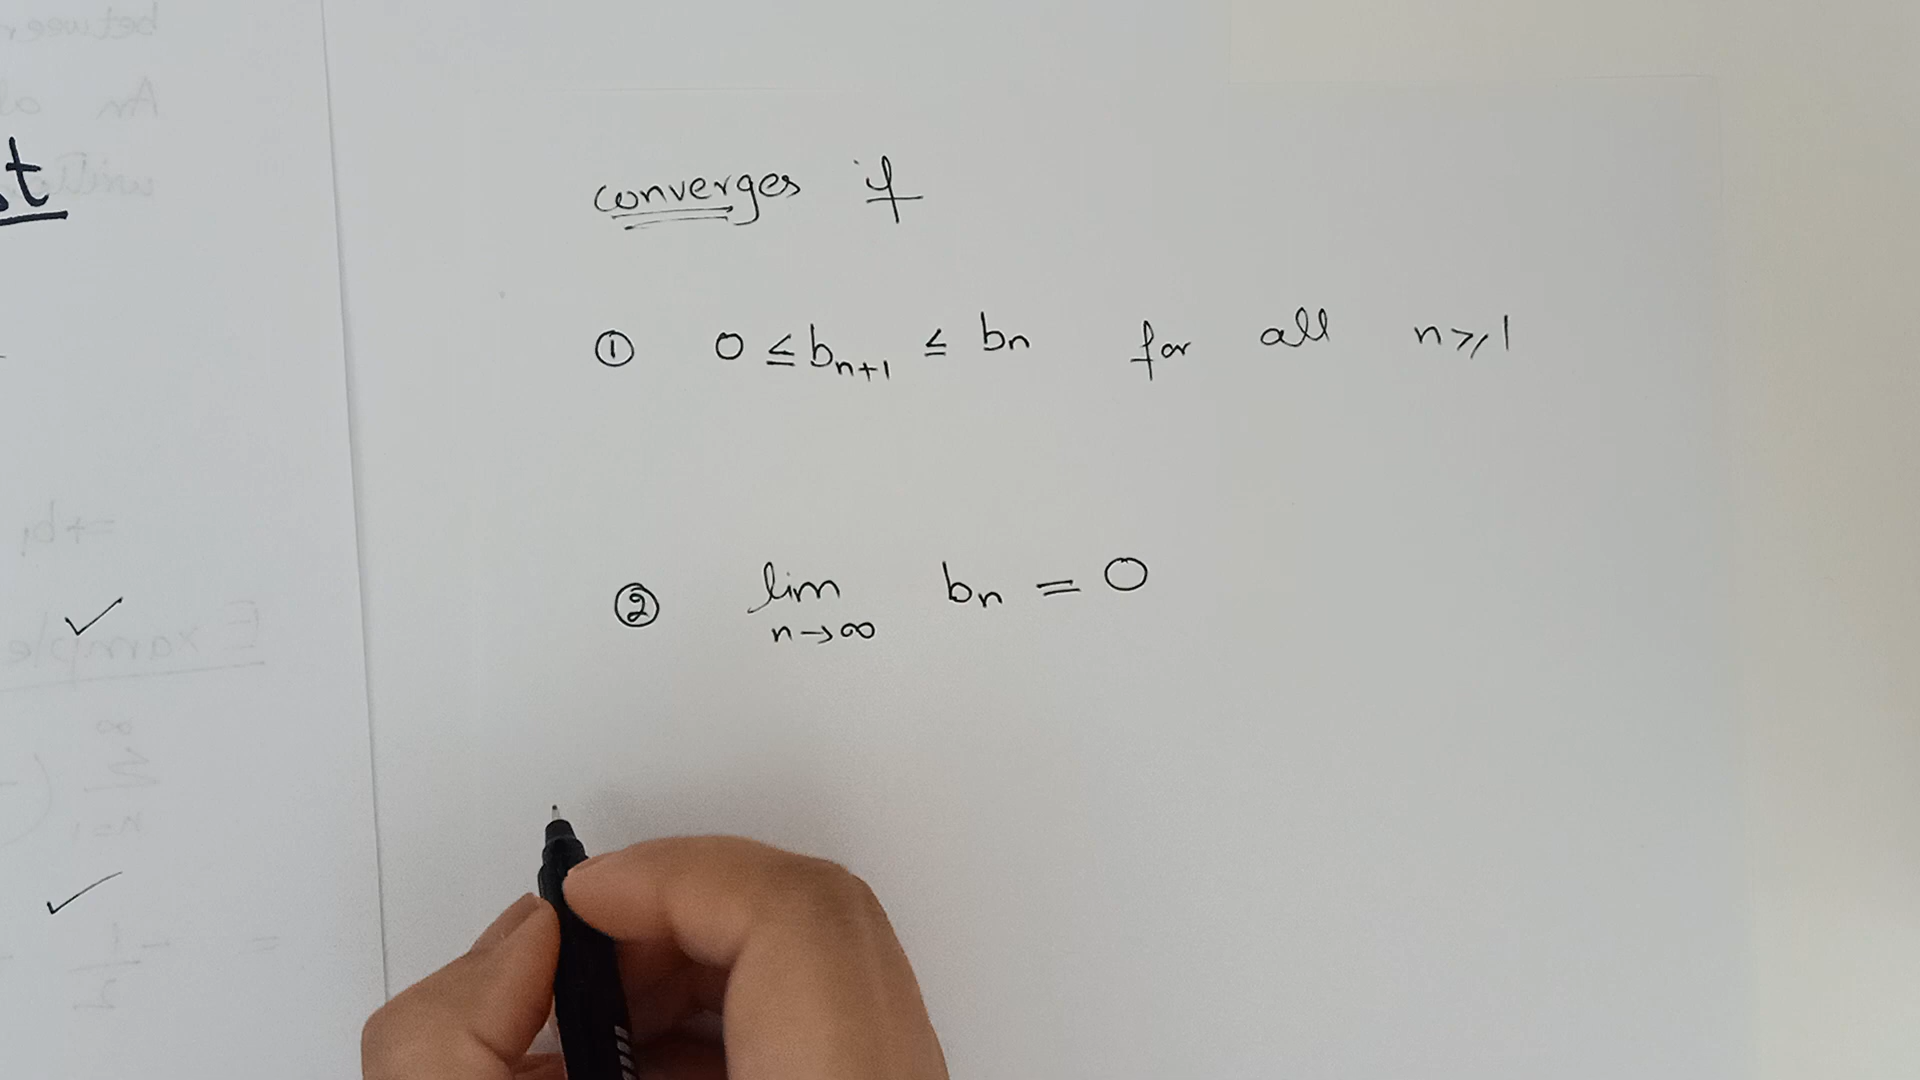 converges if
① 0 ≤ bn+1 ≤ bn for all n ≥ 1
② lim bn = 0
n→∞